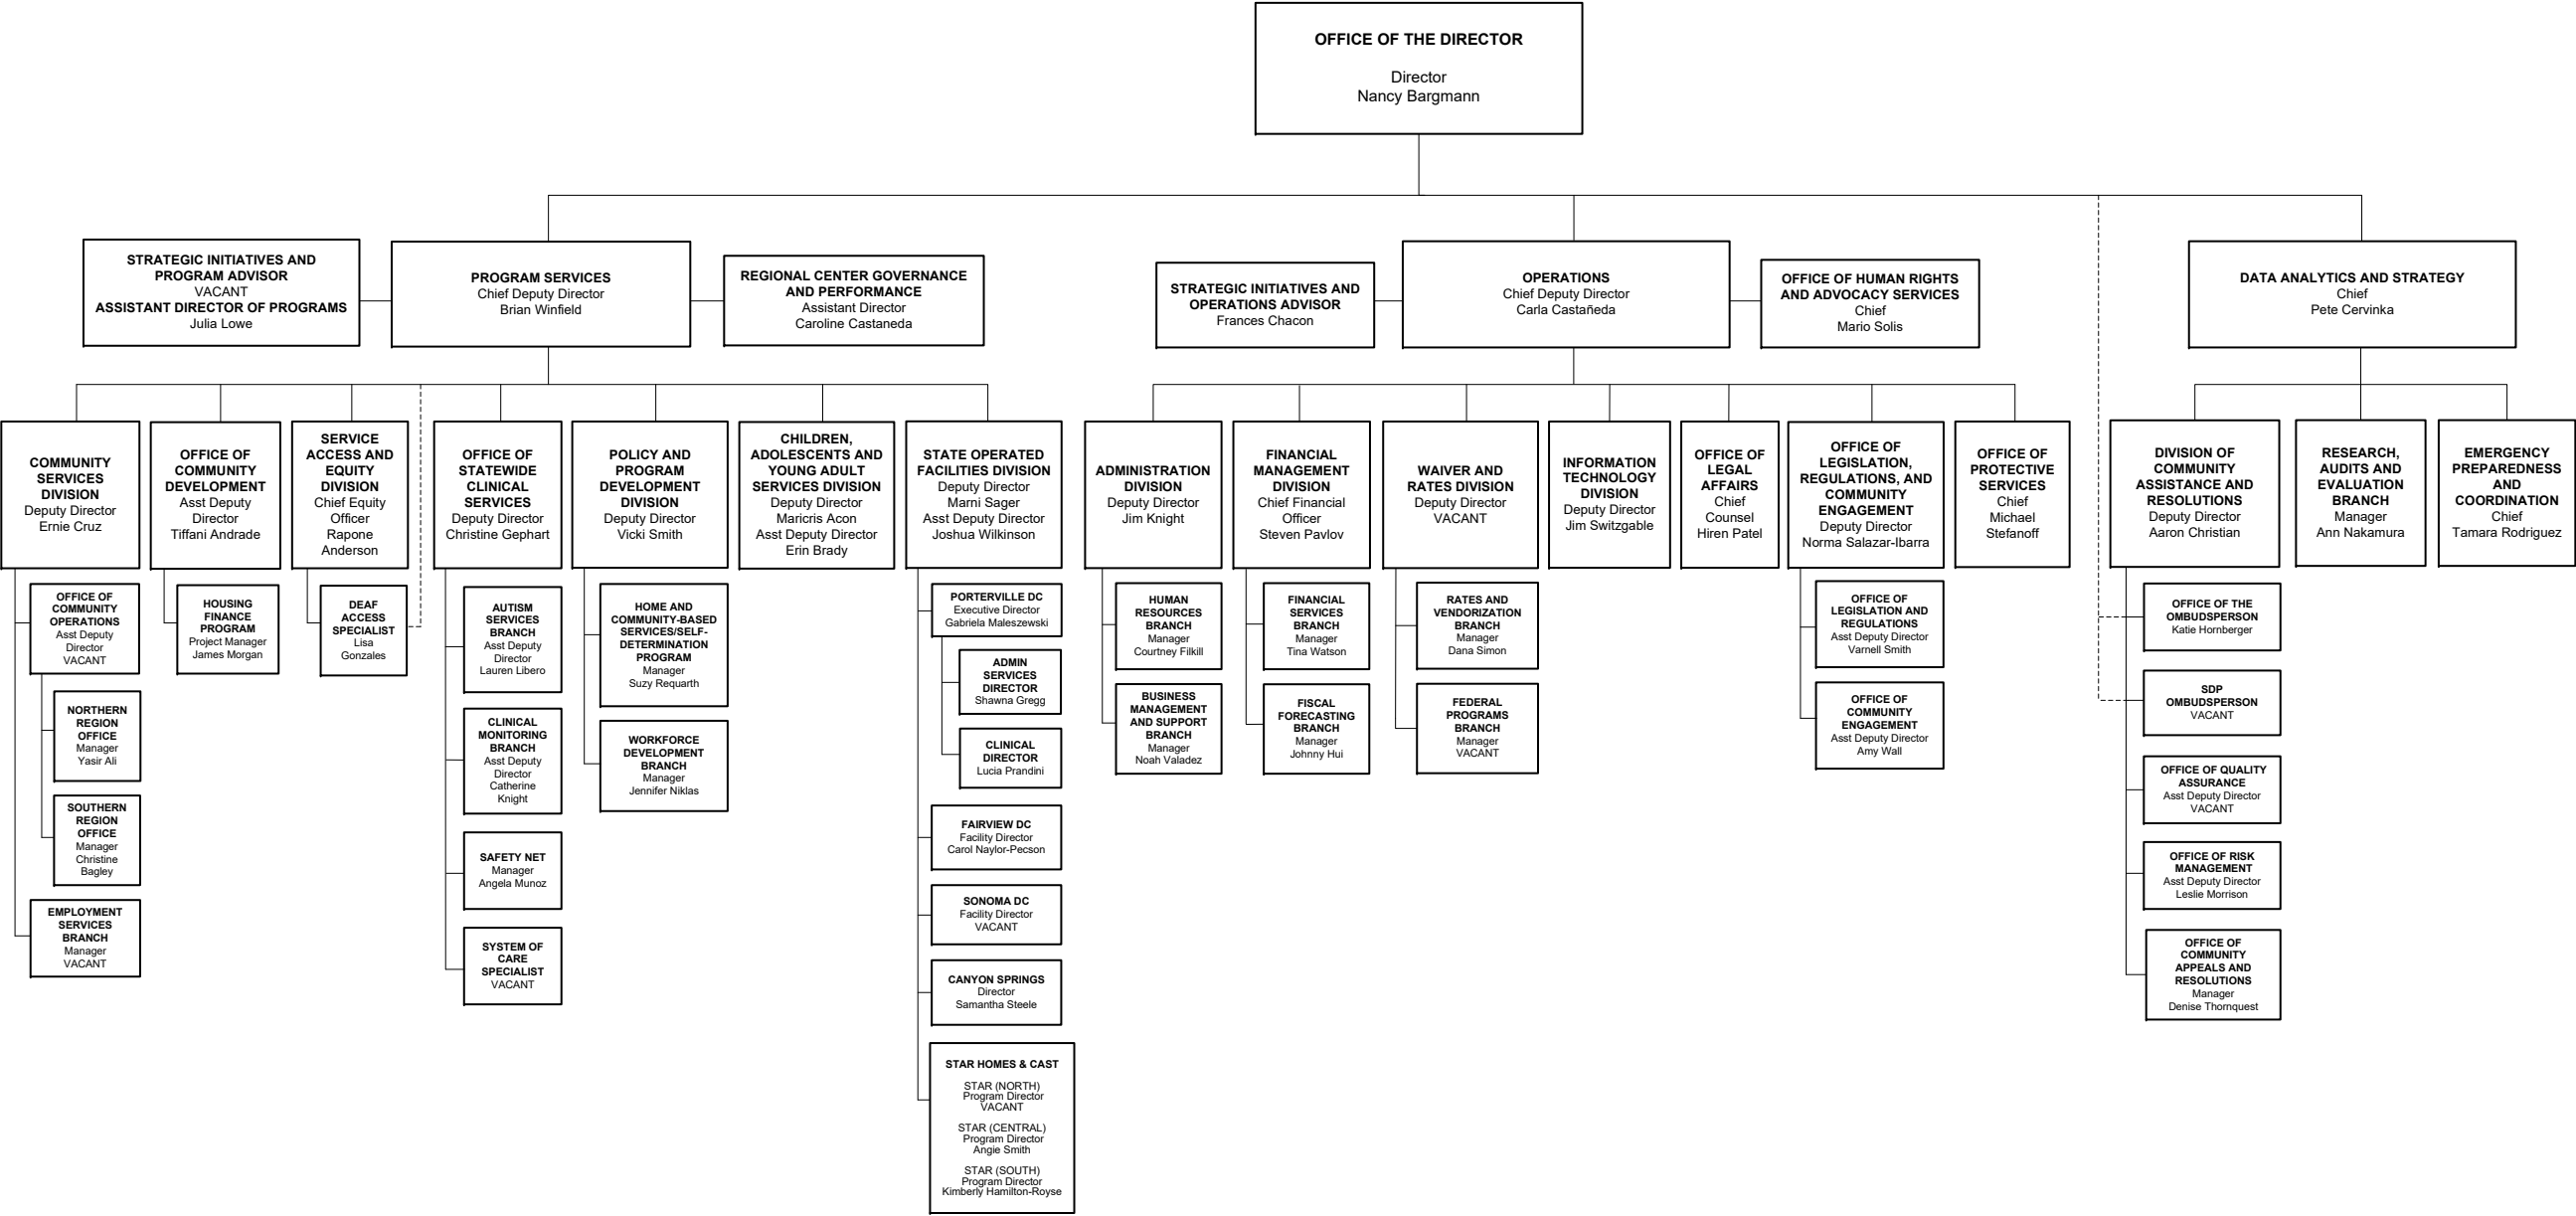 OFFICE OF THE DIRECTOR
Director
Nancy Bargmann
STRATEGIC INITIATIVES AND
PROGRAM ADVISOR
VACANT
ASSISTANT DIRECTOR OF PROGRAMS
Julia Lowe
PROGRAM SERVICES
Chief Deputy Director
Brian Winfield
REGIONAL CENTER GOVERNANCE
AND PERFORMANCE
Assistant Director
Caroline Castaneda
STRATEGIC INITIATIVES AND
OPERATIONS ADVISOR
Frances Chacon
OPERATIONS
Chief Deputy Director
Carla Castañeda
OFFICE OF HUMAN RIGHTS
AND ADVOCACY SERVICES
Chief
Mario Solis
DATA ANALYTICS AND STRATEGY
Chief
Pete Cervinka
COMMUNITY
SERVICES
DIVISION
Deputy Director
Ernie Cruz
OFFICE OF
COMMUNITY
OPERATIONS
Asst Deputy
Director
VACANT
NORTHERN
REGION
OFFICE
Manager
Yasir Ali
SOUTHERN
REGION
OFFICE
Manager
Christine
Bagley
EMPLOYMENT
SERVICES
BRANCH
Manager
VACANT
OFFICE OF
COMMUNITY
DEVELOPMENT
Asst Deputy
Director
Tiffani Andrade
HOUSING
FINANCE
PROGRAM
Project Manager
James Morgan
SERVICE
ACCESS AND
EQUITY
DIVISION
Chief Equity
Officer
Rapone
Anderson
DEAF
ACCESS
SPECIALIST
Lisa
Gonzales
OFFICE OF
STATEWIDE
CLINICAL
SERVICES
Deputy Director
Christine Gephart
AUTISM
SERVICES
BRANCH
Asst Deputy
Director
Lauren Libero
CLINICAL
MONITORING
BRANCH
Asst Deputy
Director
Catherine
Knight
SAFETY NET
Manager
Angela Munoz
SYSTEM OF
CARE
SPECIALIST
VACANT
POLICY AND
PROGRAM
DEVELOPMENT
DIVISION
Deputy Director
Vicki Smith
HOME AND
COMMUNITY-BASED
SERVICES/SELF-
DETERMINATION
PROGRAM
Manager
Suzy Requarth
WORKFORCE
DEVELOPMENT
BRANCH
Manager
Jennifer Niklas
CHILDREN,
ADOLESCENTS AND
YOUNG ADULT
SERVICES DIVISION
Deputy Director
Maricris Acon
Asst Deputy Director
Erin Brady
STATE OPERATED
FACILITIES DIVISION
Deputy Director
Marni Sager
Asst Deputy Director
Joshua Wilkinson
PORTERVILLE DC
Executive Director
Gabriela Maleszewski
ADMIN
SERVICES
DIRECTOR
Shawna Gregg
CLINICAL
DIRECTOR
Lucia Prandini
FAIRVIEW DC
Facility Director
Carol Naylor-Pecson
SONOMA DC
Facility Director
VACANT
CANYON SPRINGS
Director
Samantha Steele
STAR HOMES & CAST
STAR (NORTH)
Program Director
VACANT
STAR (CENTRAL)
Program Director
Angie Smith
STAR (SOUTH)
Program Director
Kimberly Hamilton-Royse
ADMINISTRATION
DIVISION
Deputy Director
Jim Knight
HUMAN
RESOURCES
BRANCH
Manager
Courtney Filkill
BUSINESS
MANAGEMENT
AND SUPPORT
BRANCH
Manager
Noah Valadez
FINANCIAL
MANAGEMENT
DIVISION
Chief Financial
Officer
Steven Pavlov
FINANCIAL
SERVICES
BRANCH
Manager
Tina Watson
FISCAL
FORECASTING
BRANCH
Manager
Johnny Hui
WAIVER AND
RATES DIVISION
Deputy Director
VACANT
RATES AND
VENDORIZATION
BRANCH
Manager
Dana Simon
FEDERAL
PROGRAMS
BRANCH
Manager
VACANT
INFORMATION
TECHNOLOGY
DIVISION
Deputy Director
Jim Switzgable
OFFICE OF
LEGAL
AFFAIRS
Chief
Counsel
Hiren Patel
OFFICE OF
LEGISLATION,
REGULATIONS, AND
COMMUNITY
ENGAGEMENT
Deputy Director
Norma Salazar-Ibarra
OFFICE OF
LEGISLATION AND
REGULATIONS
Asst Deputy Director
Varnell Smith
OFFICE OF
COMMUNITY
ENGAGEMENT
Asst Deputy Director
Amy Wall
OFFICE OF
PROTECTIVE
SERVICES
Chief
Michael
Stefanoff
DIVISION OF
COMMUNITY
ASSISTANCE AND
RESOLUTIONS
Deputy Director
Aaron Christian
OFFICE OF THE
OMBUDSPERSON
Katie Hornberger
SDP
OMBUDSPERSON
VACANT
OFFICE OF QUALITY
ASSURANCE
Asst Deputy Director
VACANT
OFFICE OF RISK
MANAGEMENT
Asst Deputy Director
Leslie Morrison
OFFICE OF
COMMUNITY
APPEALS AND
RESOLUTIONS
Manager
Denise Thornquest
RESEARCH,
AUDITS AND
EVALUATION
BRANCH
Manager
Ann Nakamura
EMERGENCY
PREPAREDNESS
AND
COORDINATION
Chief
Tamara Rodriguez